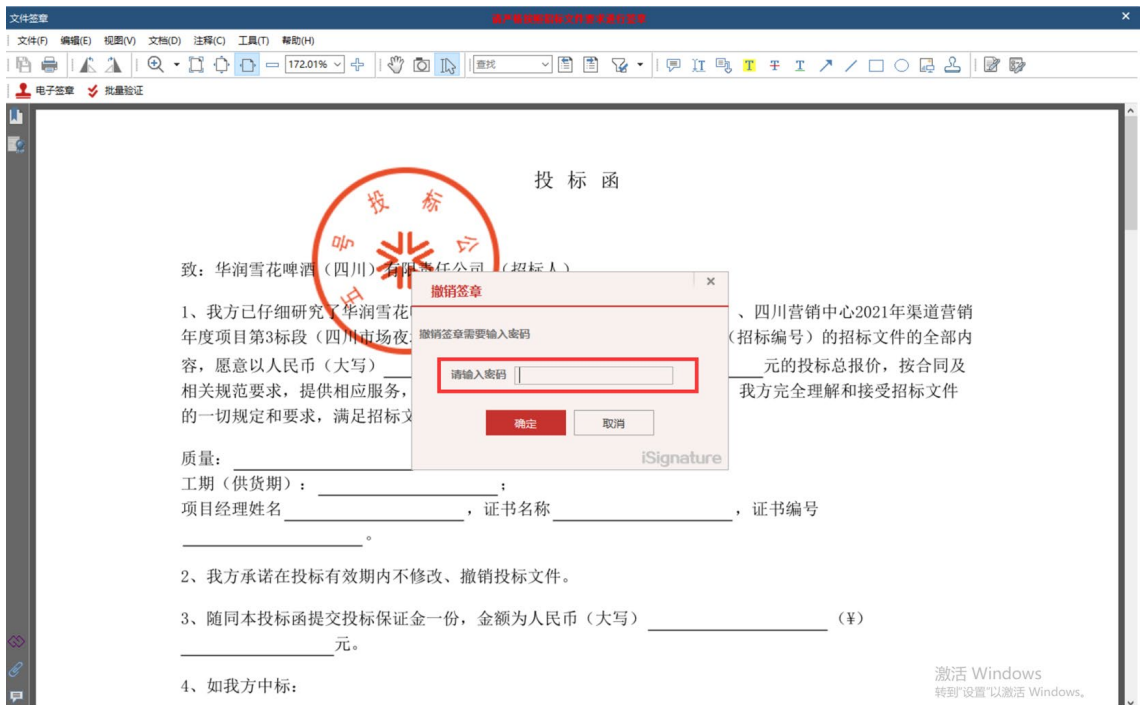 文件签章
文件(F) 编辑(E) 视图(V) 文档(D) 注释(C) 工具(T) 帮助(H)
172.01% 查找
电子签章 批量验证
投 标 函
五号投标公
致：华润雪花啤酒（四川）有限责任公司 （招标人）
1、我方已仔细研究了华润雪花 、四川营销中心2021年渠道营销
年度项目第3标段（四川市场夜 （招标编号）的招标文件的全部内
容，愿意以人民币（大写） 元的投标总报价，按合同及
相关规范要求，提供相应服务， 我方完全理解和接受招标文件
的一切规定和要求，满足招标文
撤销签章
撤销签章需要输入密码
请输入密码
确定 取消
iSignature
质量：
工期（供货期）： ；
项目经理姓名 ，证书名称 ，证书编号
。
2、我方承诺在投标有效期内不修改、撤销投标文件。
3、随同本投标函提交投标保证金一份，金额为人民币（大写） （¥）
元。
4、如我方中标：
激活 Windows
转到“设置”以激活 Windows。